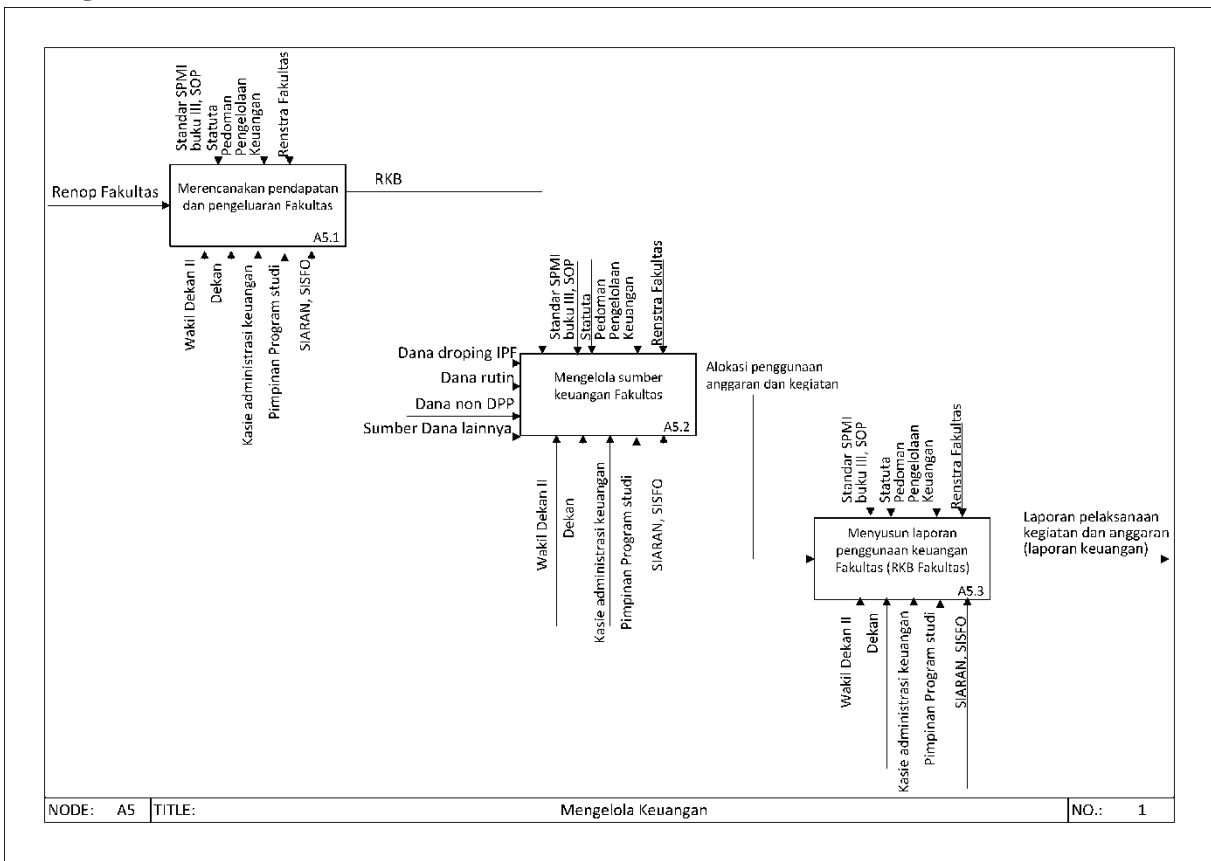 Standar SPMI
buku III, SOP
Statuta
Pedoman
Pengelolaan
Keuangan
Renstra Fakultas
Renop Fakultas
Merencanakan pendapatan
dan pengeluaran Fakultas
A5.1
RKB
Wakil Dekan II
Dekan
Kasie administrasi keuangan
Pimpinan Program studi
SIARAN, SISFO
Standar SPMI
buku III, SOP
Statuta
Pedoman
Pengelolaan
Keuangan
Renstra Fakultas
Dana droping IPF
Dana rutin
Dana non DPP
Sumber Dana lainnya
Mengelola sumber
keuangan Fakultas
A5.2
Alokasi penggunaan
anggaran dan kegiatan
Wakil Dekan II
Dekan
Kasie administrasi keuangan
Pimpinan Program studi
SIARAN, SISFO
Standar SPMI
buku III, SOP
Statuta
Pedoman
Pengelolaan
Keuangan
Renstra Fakultas
Menyusun laporan
penggunaan keuangan
Fakultas (RKB Fakultas)
A5.3
Laporan pelaksanaan
kegiatan dan anggaran
(laporan keuangan)
Wakil Dekan II
Dekan
Kasie administrasi keuangan
Pimpinan Program studi
SIARAN, SISFO
NODE: A5 TITLE: Mengelola Keuangan NO.: 1